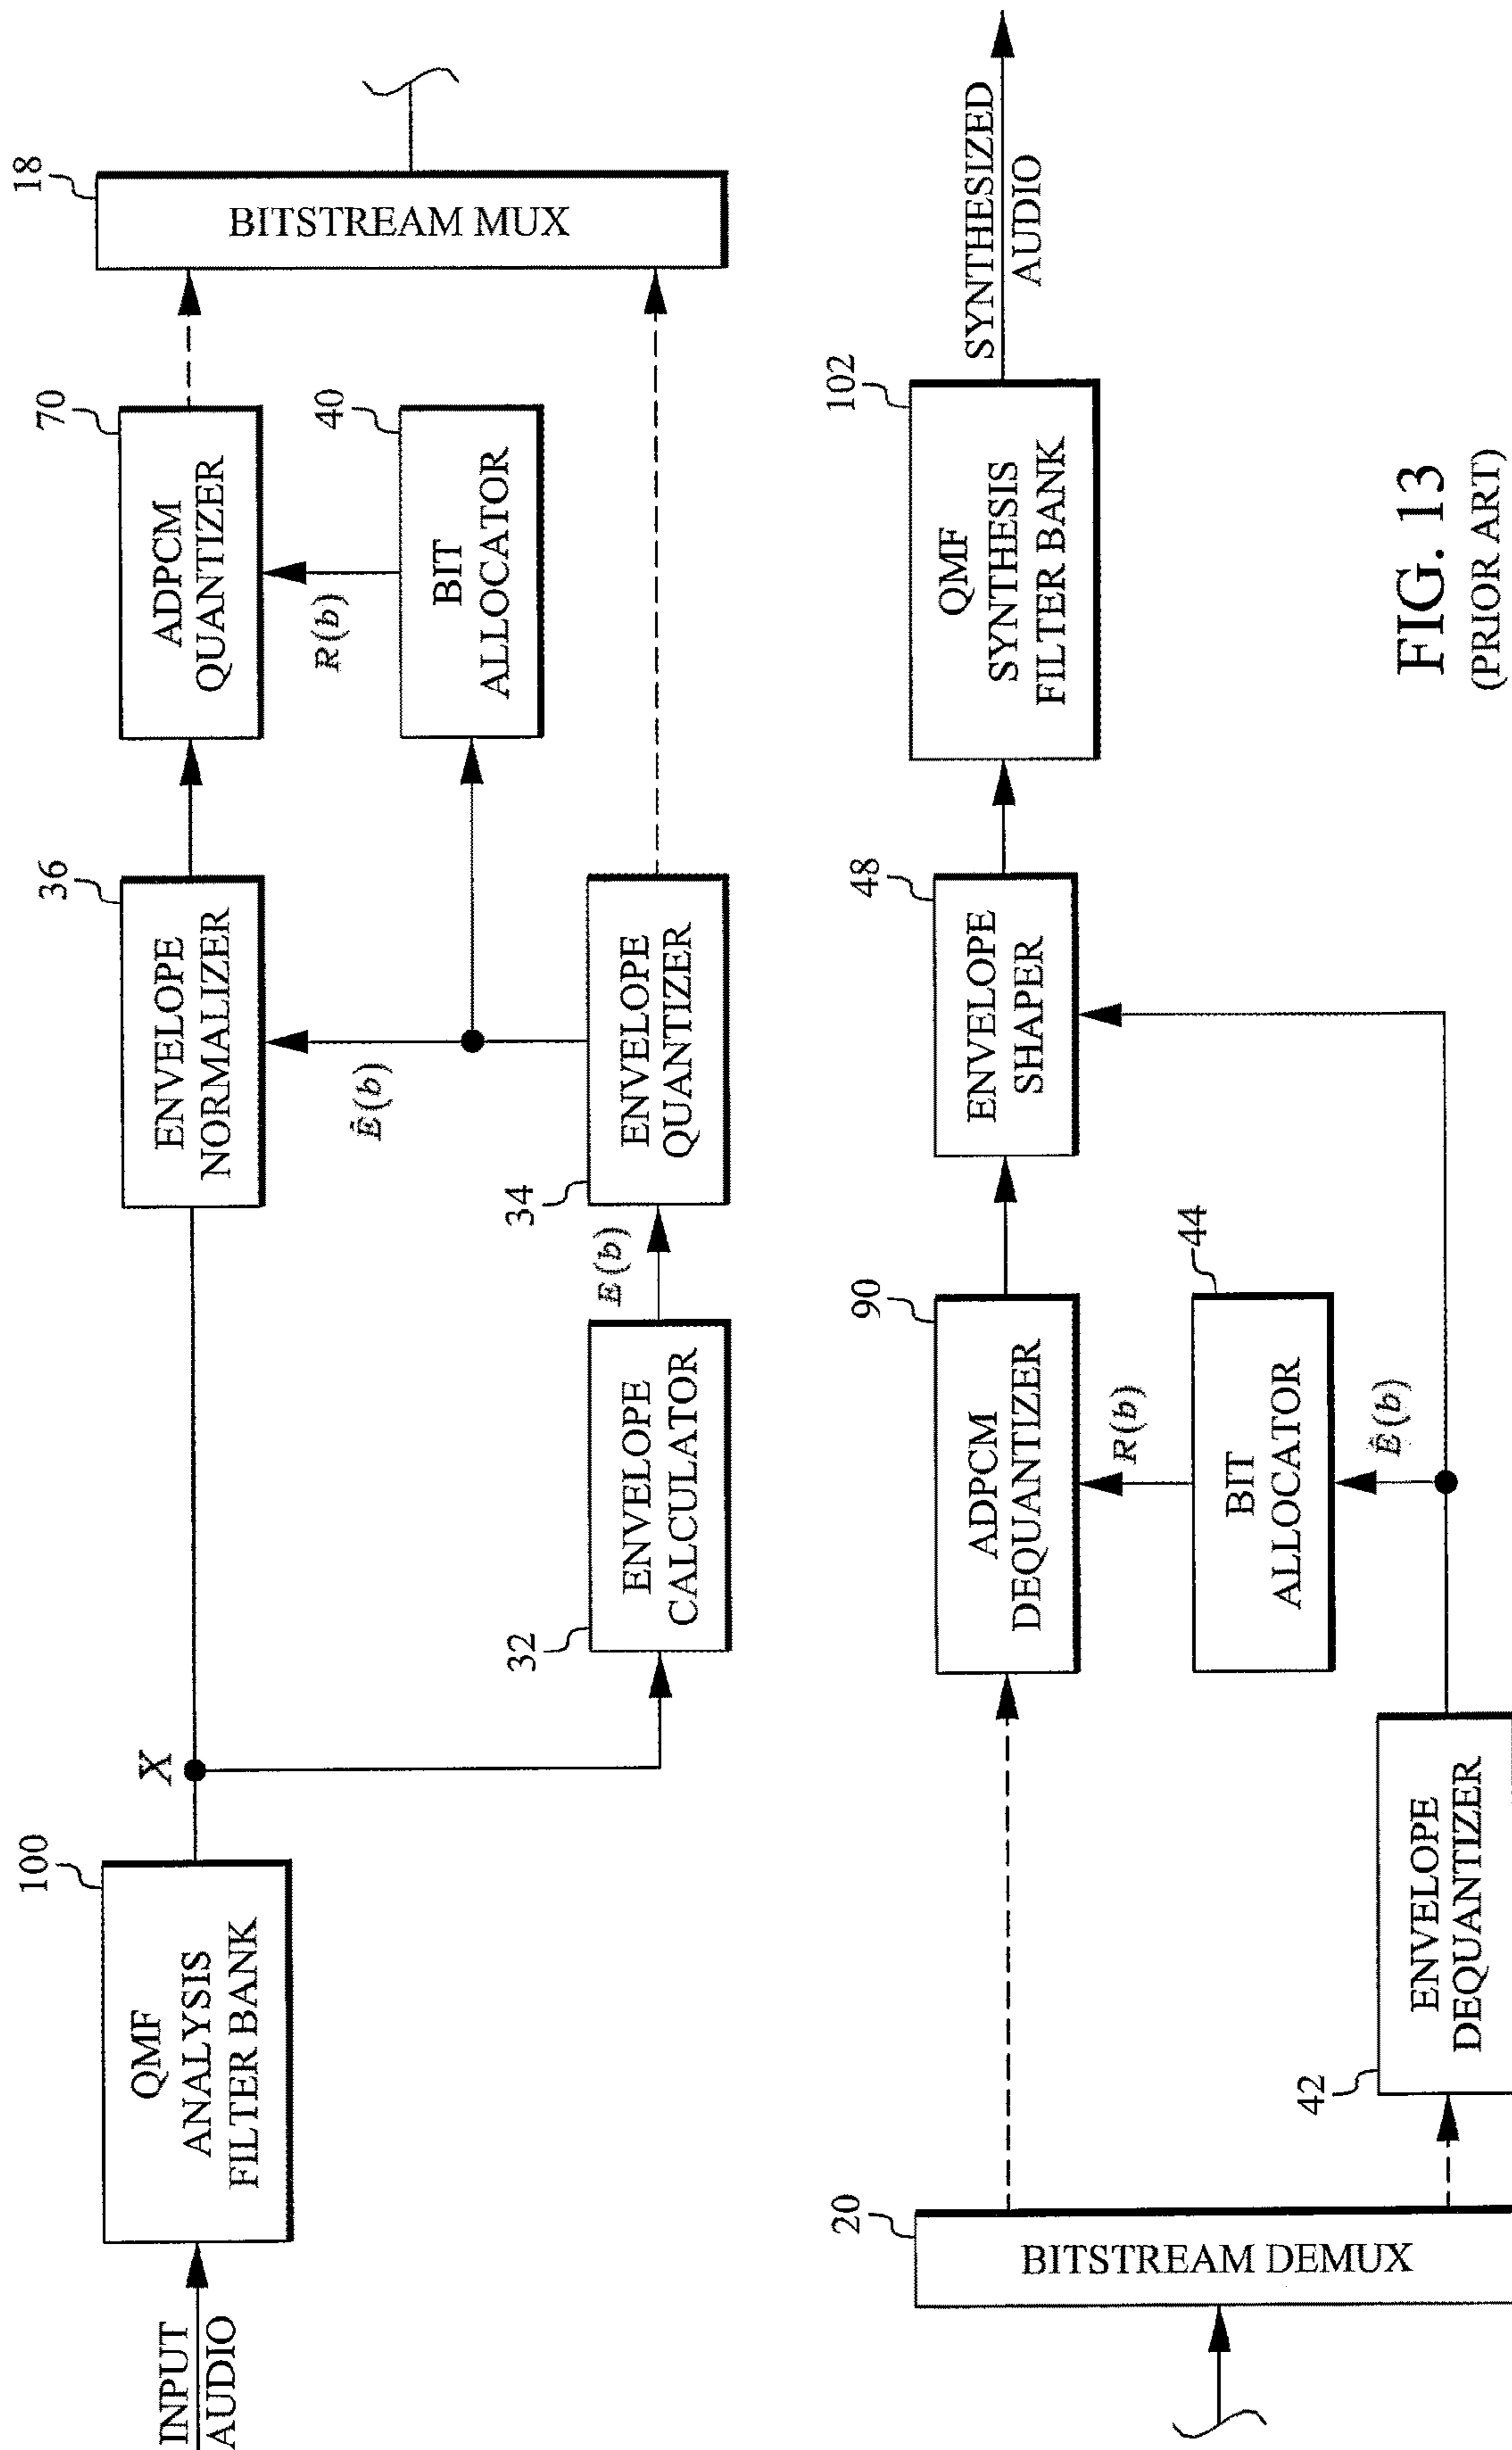 INPUT
AUDIO
100
QMF
ANALYSIS
FILTER BANK
X
32
ENVELOPE
CALCULATOR
E(b)
34
ENVELOPE
QUANTIZER
Ê(b)
36
ENVELOPE
NORMALIZER
70
ADPCM
QUANTIZER
R(b)
40
BIT
ALLOCATOR
18
BITSTREAM MUX
20
BITSTREAM DEMUX
42
ENVELOPE
DEQUANTIZER
Ê(b)
44
BIT
ALLOCATOR
R(b)
90
ADPCM
DEQUANTIZER
48
ENVELOPE
SHAPER
102
QMF
SYNTHESIS
FILTER BANK
SYNTHESIZED
AUDIO
FIG. 13
(PRIOR ART)